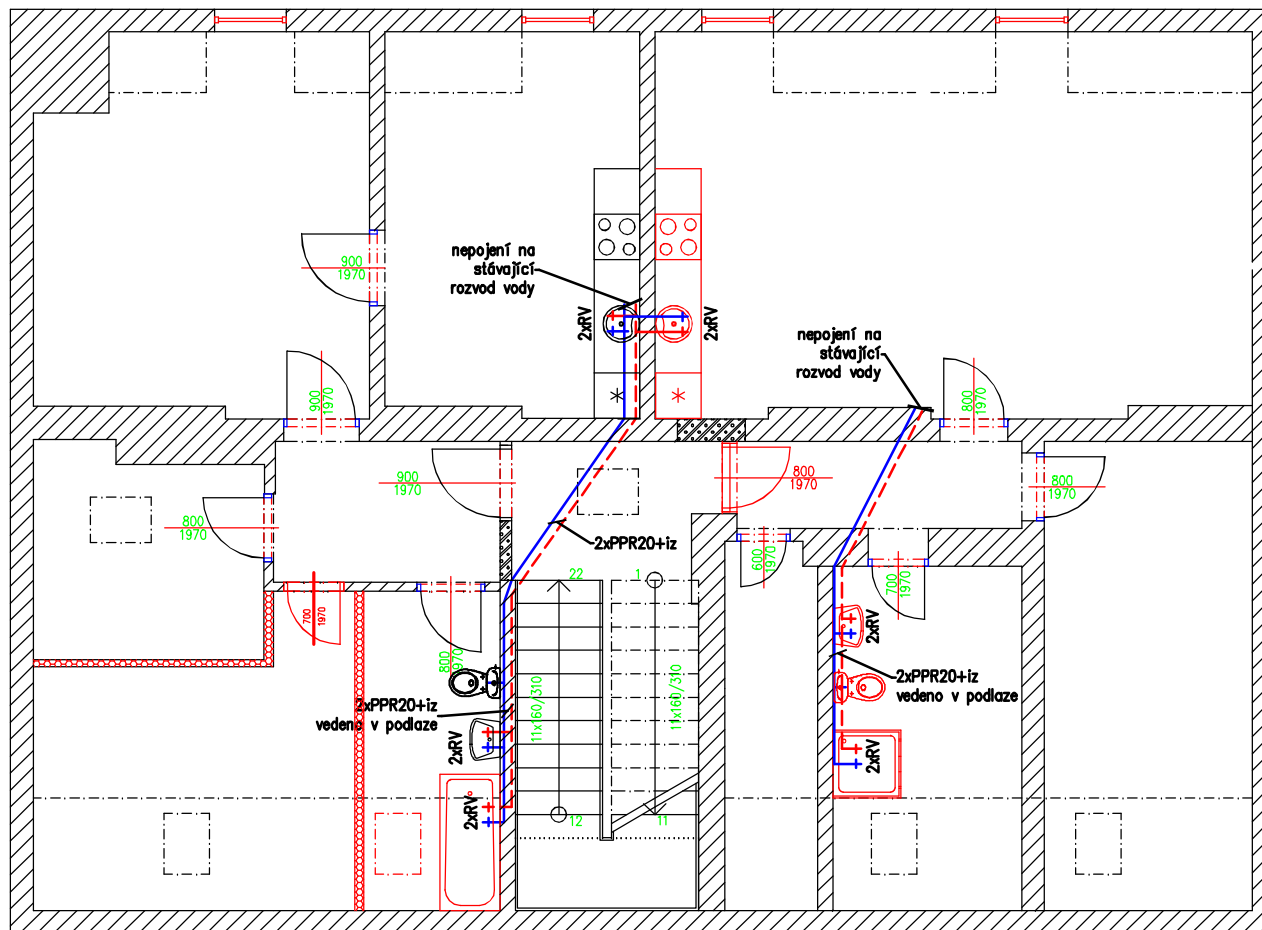 nepojení na
stávající
rozvod vody
2xRV
2xRV
nepojení na
stávající
rozvod vody
900
1970
900
1970
800
1970
900
1970
800
1970
800
1970
800
1970
2xPPR20+iz
600
1970
700
1970
700
1970
800
1970
22
1
2xRV
2xPPR20+iz
vedeno v podlaze
2xPPR20+iz
vedeno v podlaze
11x160/310
11x160/310
2xRV
2xRV
2xRV
12
11